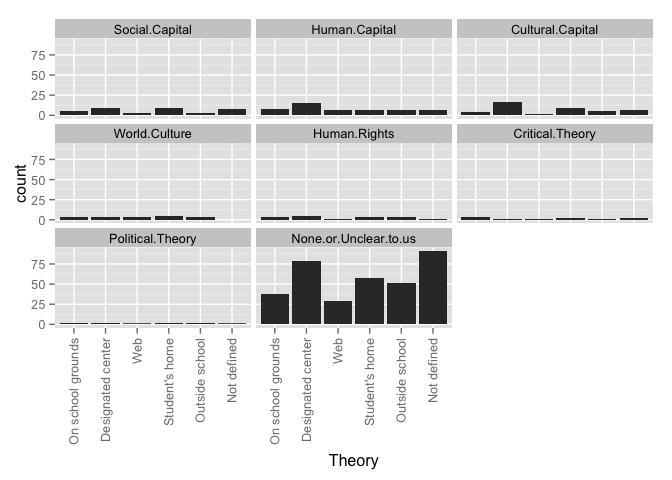 Social.Capital Human.Capital Cultural.Capital
75
50
25
0
World.Culture Human.Rights Critical.Theory
75
50
25
0
count
Political.Theory None.or.Unclear.to.us
75
50
25
0
On school grounds Designated center Web Student's home Outside school Not defined On school grounds Designated center Web Student's home Outside school Not defined
Theory